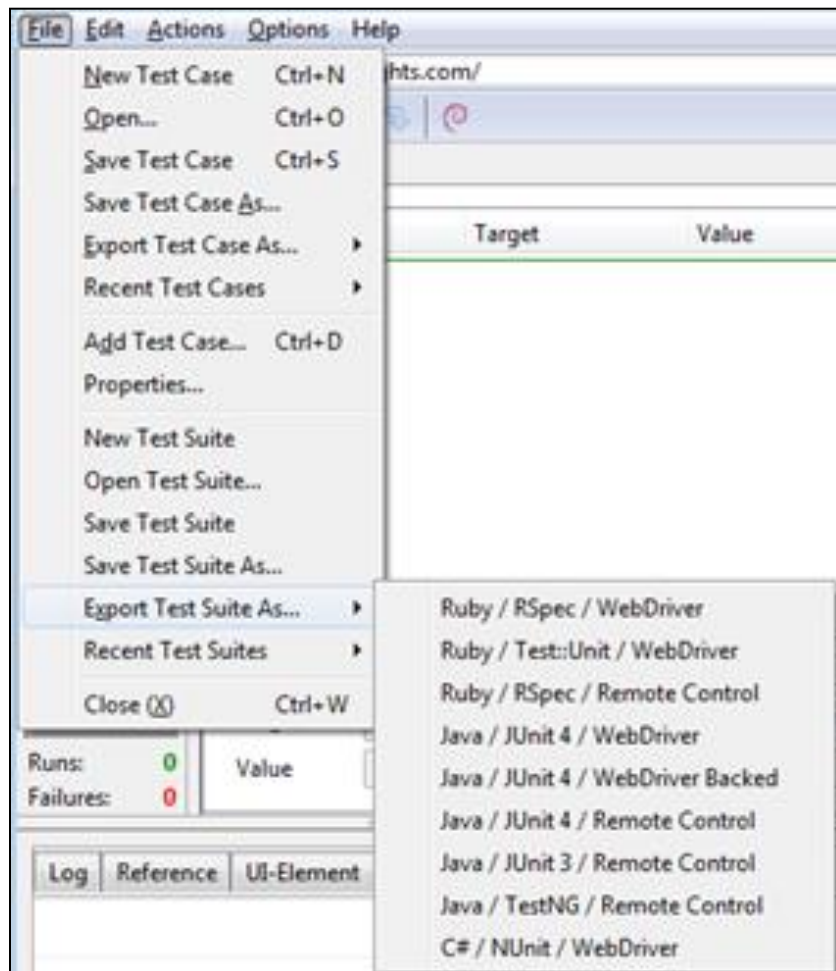 File Edit Actions Options Help
hts.com/
New Test Case Ctrl+N
Open... Ctrl+O
Save Test Case Ctrl+S
Save Test Case As...
Export Test Case As...
Recent Test Cases
Add Test Case... Ctrl+D
Properties...
New Test Suite
Open Test Suite...
Save Test Suite
Save Test Suite As...
Export Test Suite As...
Recent Test Suites
Close (X) Ctrl+W
Target Value
Ruby / RSpec / WebDriver
Ruby / Test::Unit / WebDriver
Ruby / RSpec / Remote Control
Java / JUnit 4 / WebDriver
Java / JUnit 4 / WebDriver Backed
Java / JUnit 4 / Remote Control
Java / JUnit 3 / Remote Control
Java / TestNG / Remote Control
C# / NUnit / WebDriver
Runs: 0
Failures: 0
Value
Log Reference UI-Element